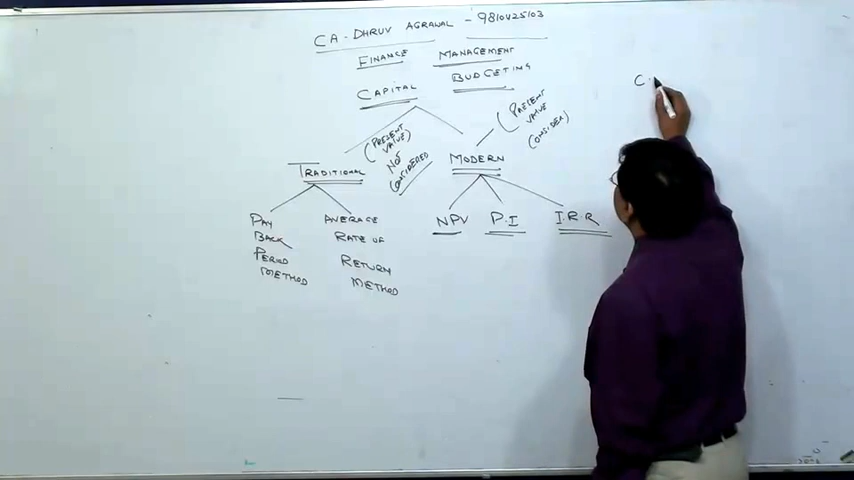 CA. DHRUV AGRAWAL - 9810425103
FINANCE MANAGEMENT
CAPITAL BUDGETING
(PRESENT VALUE NOT CONSIDERED
(PRESENT VALUE CONSIDER)
TRADITIONAL
MODERN
PAY
BACK
PERIOD
METHOD
AVERAGE
RATE OF
RETURN
METHOD
NPV
P.I
I.R.R
C.